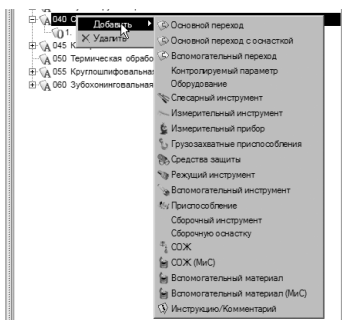 040
Добавить
1.
Удалить
045
050 Термическая обрабо
055 Круглошлифовальная
060 Зубохонинговальная
Основной переход
Основной переход с оснасткой
Вспомогательный переход
Контролируемый параметр
Оборудование
Слесарный инструмент
Измерительный инструмент
Измерительный прибор
Грузозахватные приспособления
Средства защиты
Режущий инструмент
Вспомогательный инструмент
Приспособление
Сборочный инструмент
Сборочную оснастку
СОЖ
СОЖ (МиС)
Вспомогательный материал
Вспомогательный материал (МиС)
Инструкцию/Комментарий